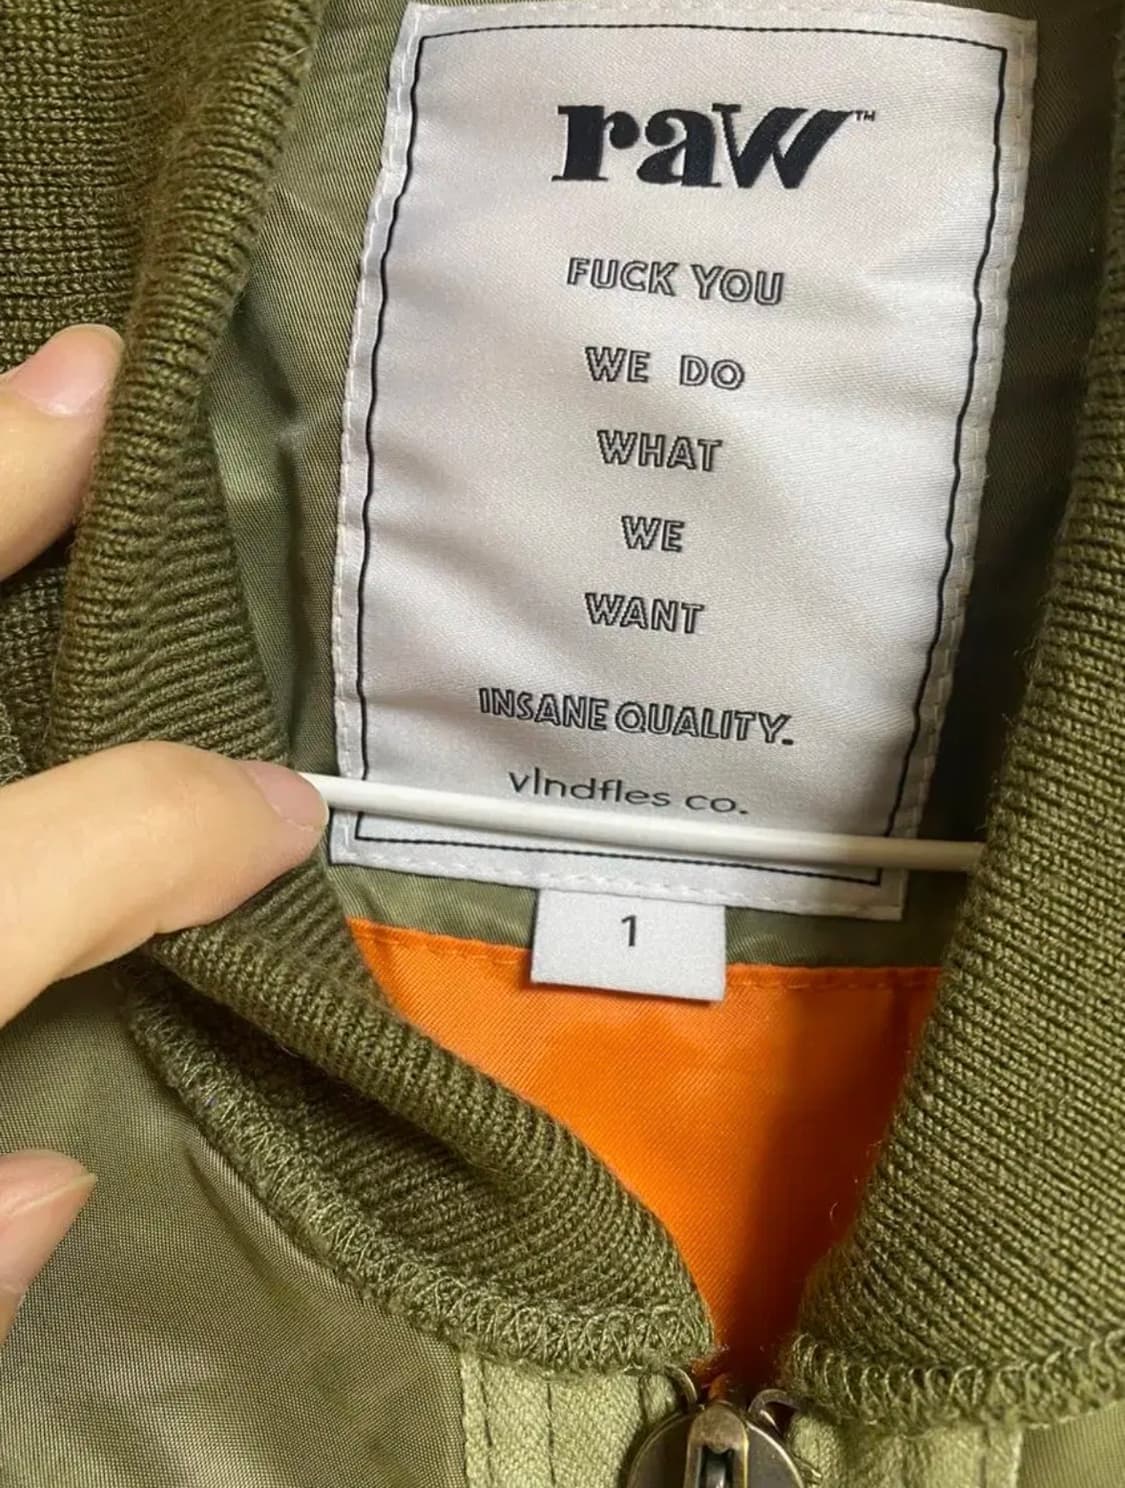 raw™
FUCK YOU
WE DO
WHAT
WE
WANT
INSANE QUALITY.
vlndfles co.
1